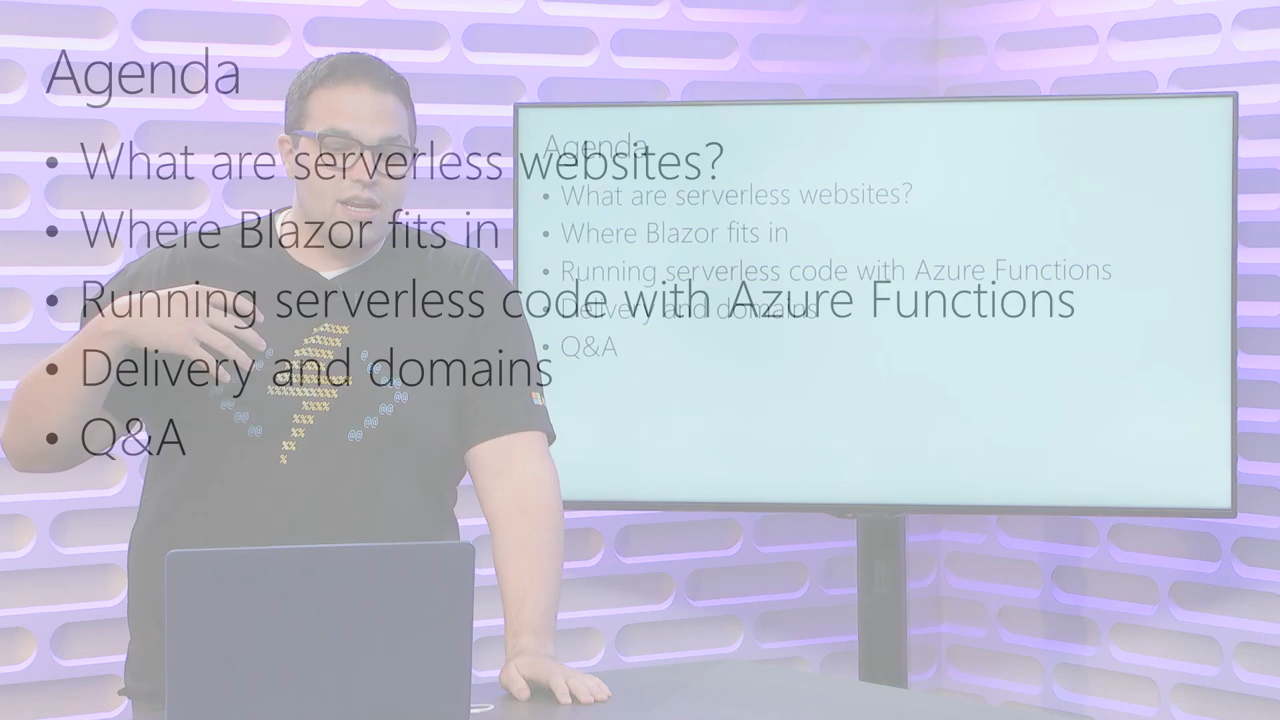 Agenda
• What are serverless websites?
• Where Blazor fits in
• Running serverless code with Azure Functions
• Delivery and domains
• Q&A
Agenda
• What are serverless websites?
• Where Blazor fits in
• Running serverless code with Azure Functions
• Delivery and domains
• Q&A